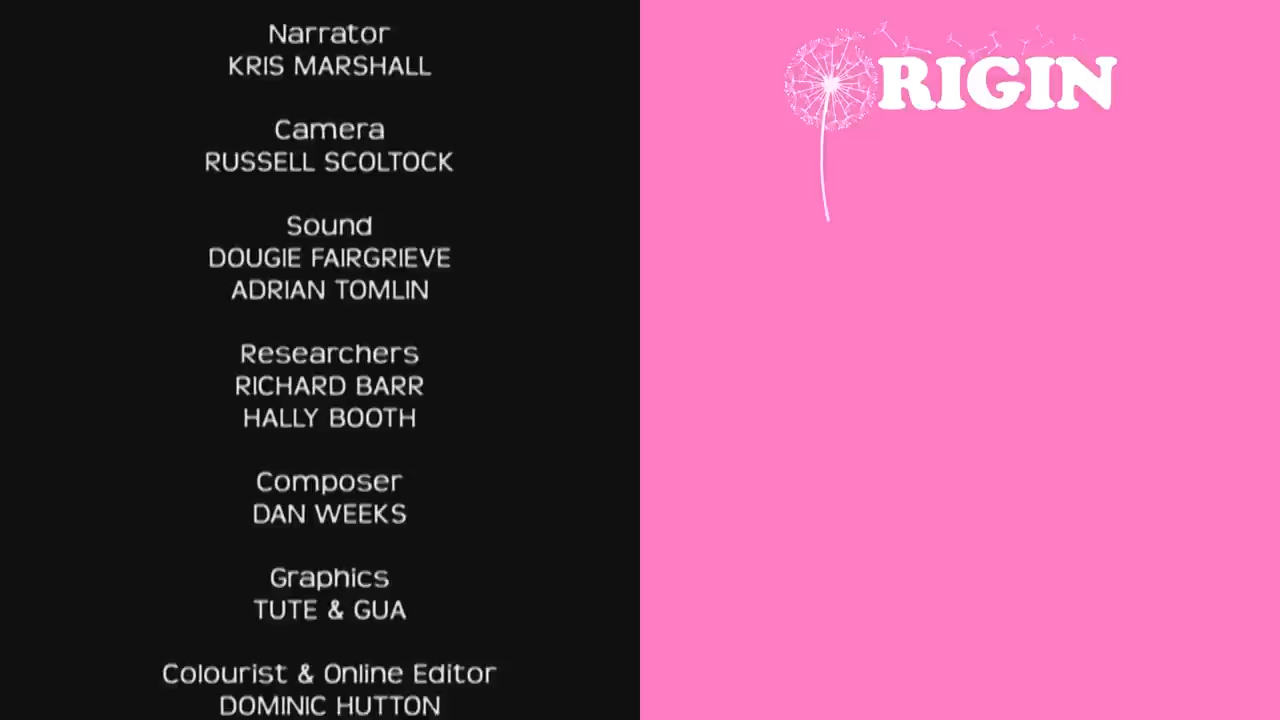 Narrator
KRIS MARSHALL
Camera
RUSSELL SCOLTOCK
Sound
DOUGIE FAIRGRIEVE
ADRIAN TOMLIN
Researchers
RICHARD BARR
HALLY BOOTH
Composer
DAN WEEKS
Graphics
TUTE & GUA
Colourist & Online Editor
DOMINIC HUTTON
ORIGIN